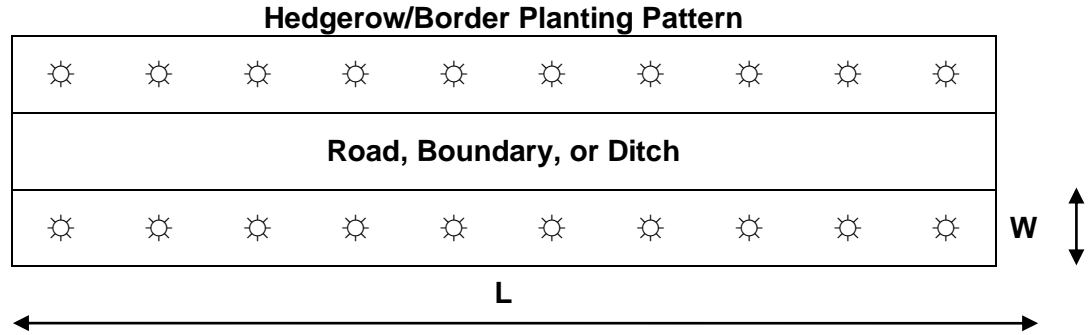 Hedgerow/Border Planting Pattern
Road, Boundary, or Ditch
W
L